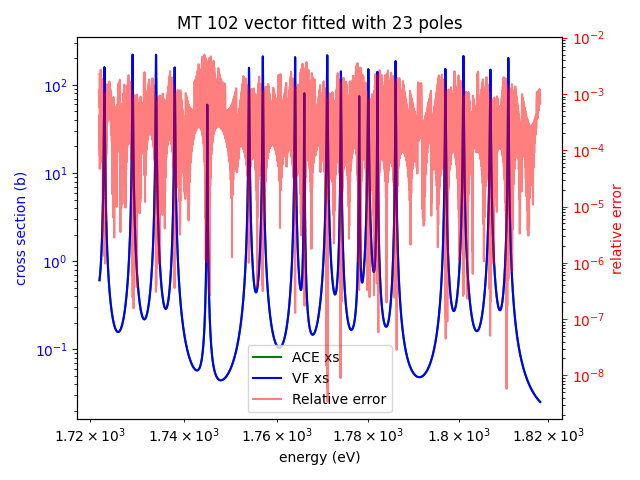 MT 102 vector fitted with 23 poles
cross section (b)
10²
10¹
10⁰
10⁻¹
10⁻²
10⁻³
10⁻⁴
10⁻⁵
10⁻⁶
10⁻⁷
10⁻⁸
relative error
ACE xs
VF xs
Relative error
1.72 × 10³ 1.74 × 10³ 1.76 × 10³ 1.78 × 10³ 1.8 × 10³ 1.82 × 10³
energy (eV)